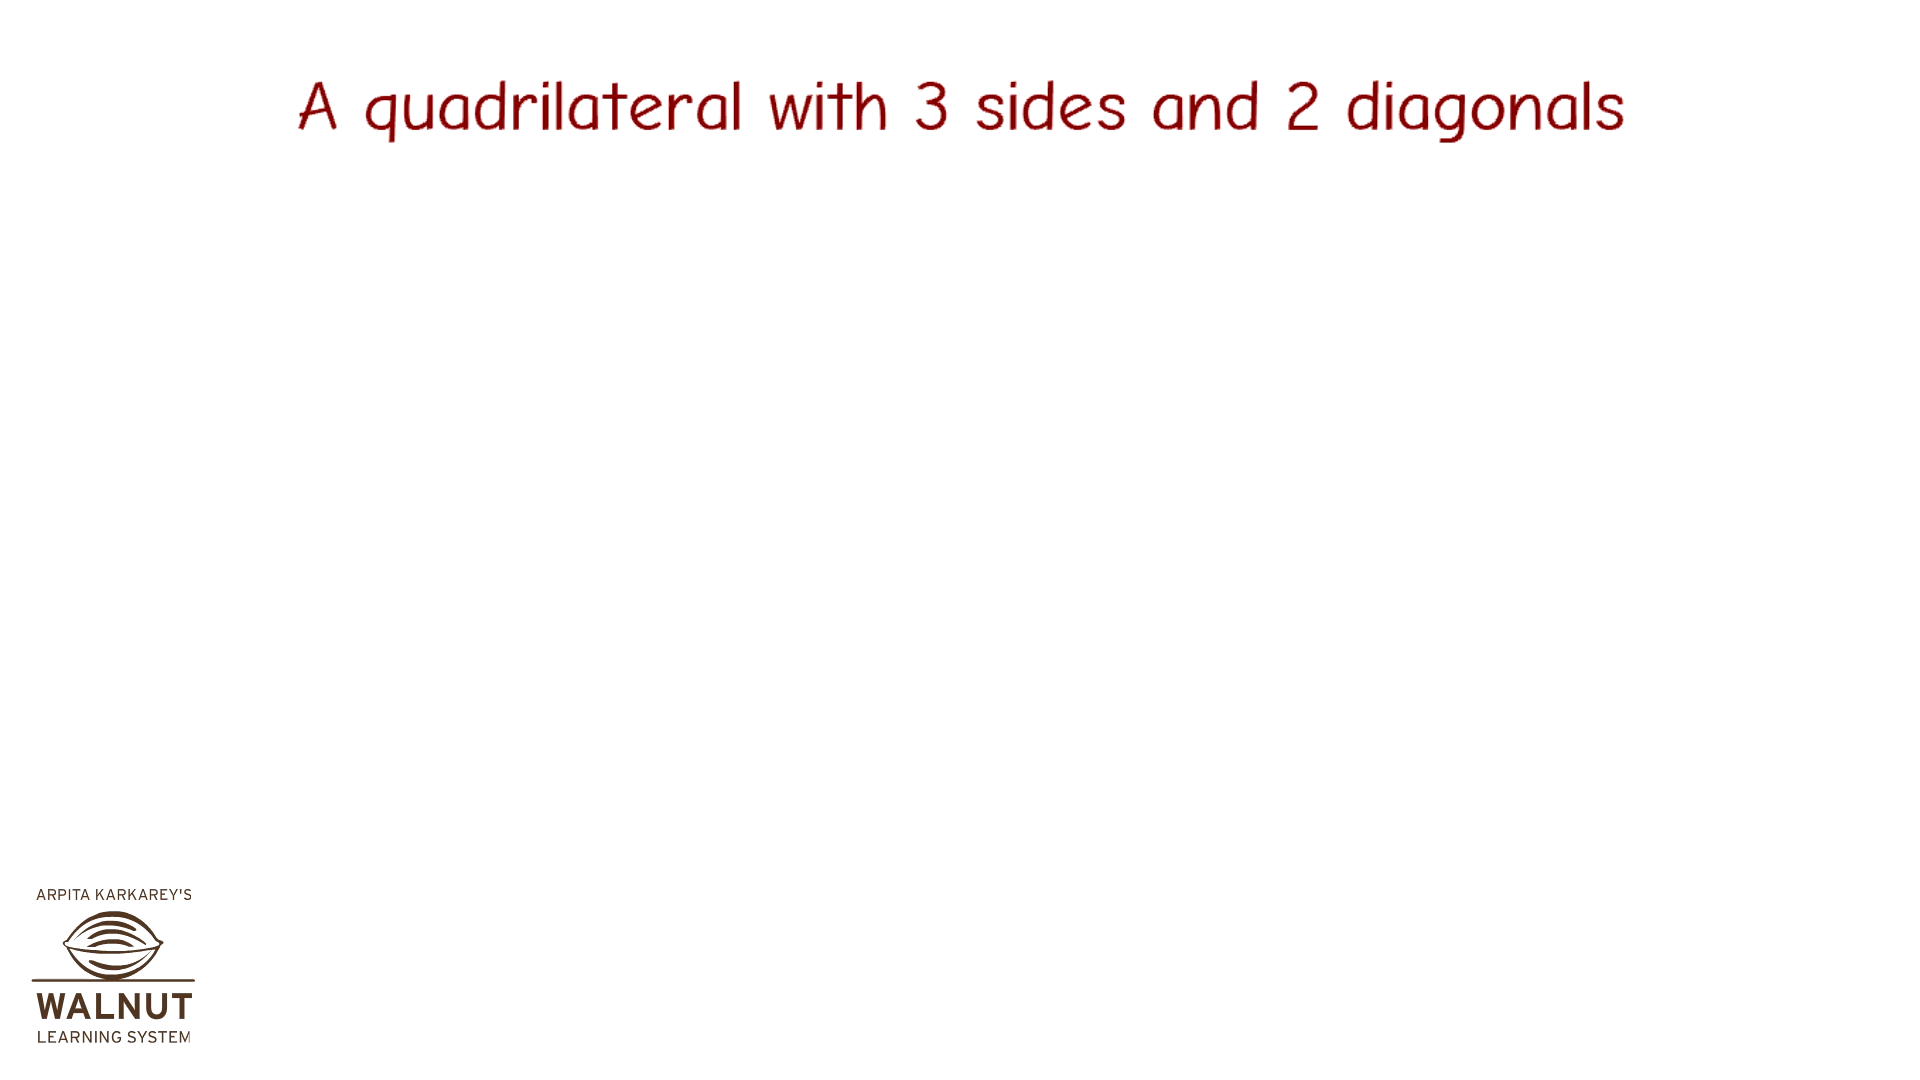 A quadrilateral with 3 sides and 2 diagonals
ARPITA KARKAREY'S
WALNUT
LEARNING SYSTEM